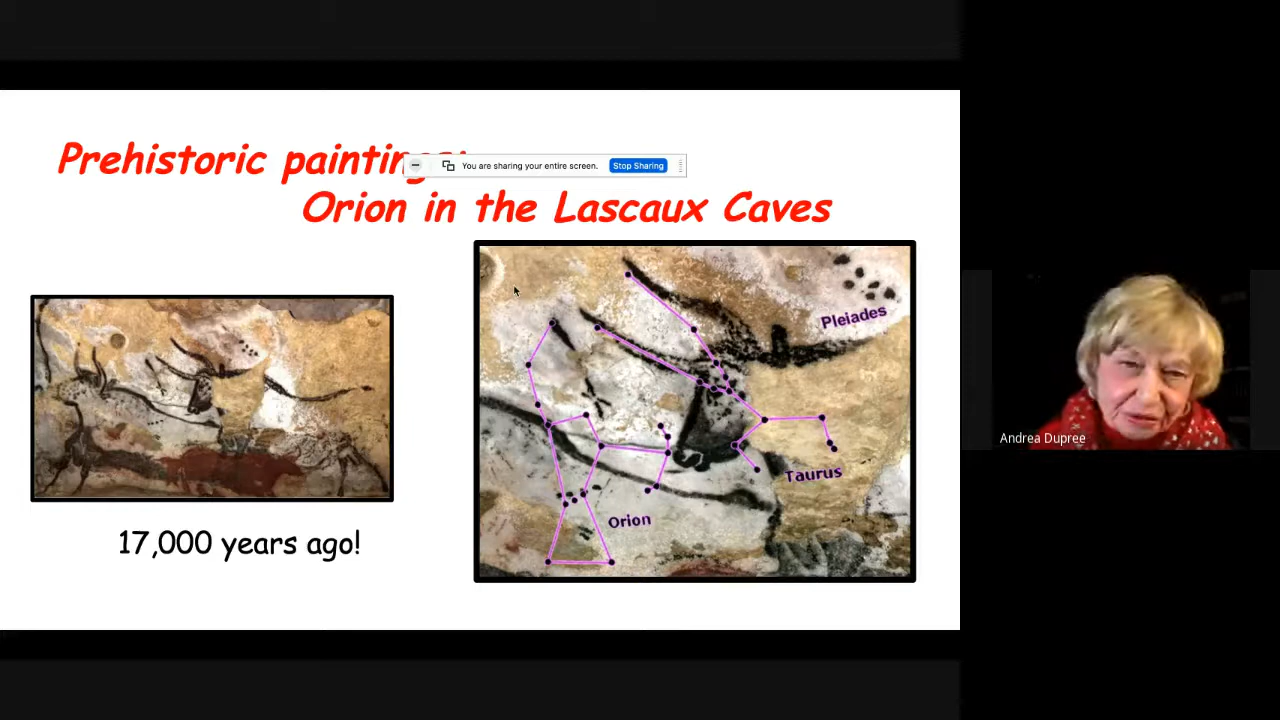 Prehistoric paintings:
You are sharing your entire screen. Stop Sharing
Orion in the Lascaux Caves
Pleiades
Taurus
Orion
17,000 years ago!
Andrea Dupree